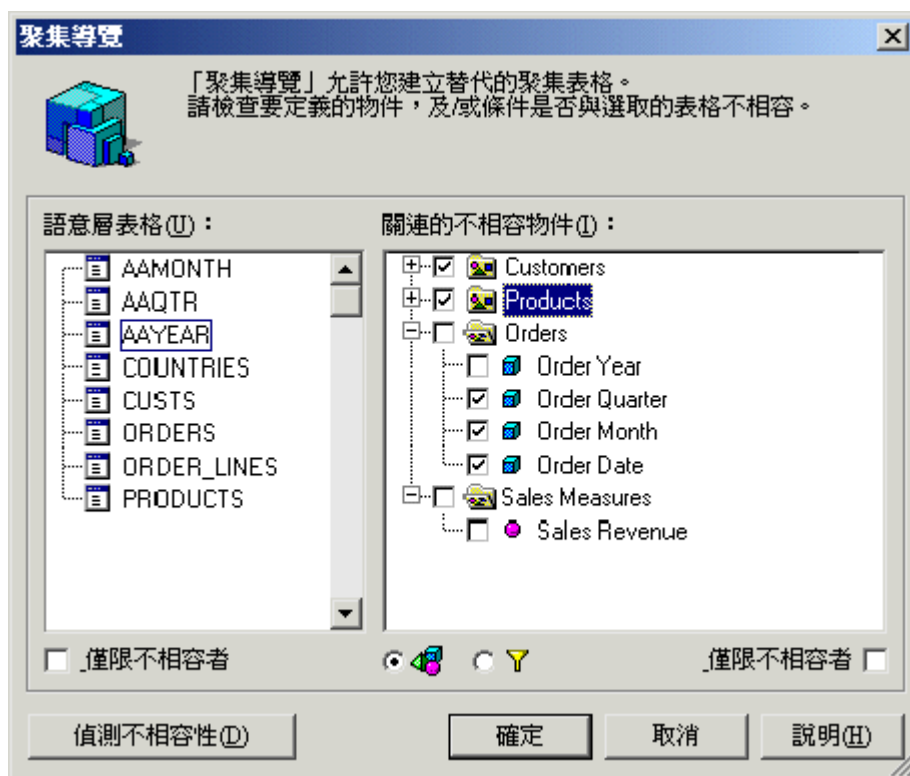 聚集導覽
「聚集導覽」允許您建立替代的聚集表格。
請檢查要定義的物件，及/或條件是否與選取的表格不相容。
語意層表格(U)：
關連的不相容物件(I)：
AAMONTH
AAQTR
AAYEAR
COUNTRIES
CUSTS
ORDERS
ORDER_LINES
PRODUCTS
Customers
Products
Orders
Order Year
Order Quarter
Order Month
Order Date
Sales Measures
Sales Revenue
_僅限不相容者
_僅限不相容者
偵測不相容性(D)
確定
取消
說明(H)